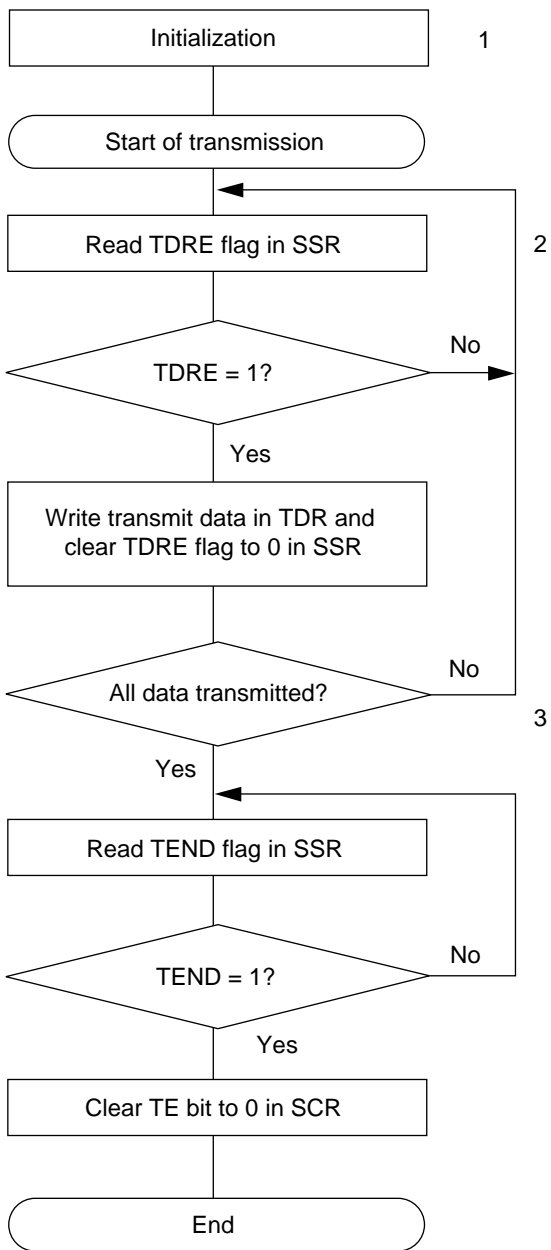 Initialization
1
Start of transmission
Read TDRE flag in SSR
2
TDRE = 1?
No
Yes
Write transmit data in TDR and
clear TDRE flag to 0 in SSR
All data transmitted?
No
3
Yes
Read TEND flag in SSR
TEND = 1?
No
Yes
Clear TE bit to 0 in SCR
End